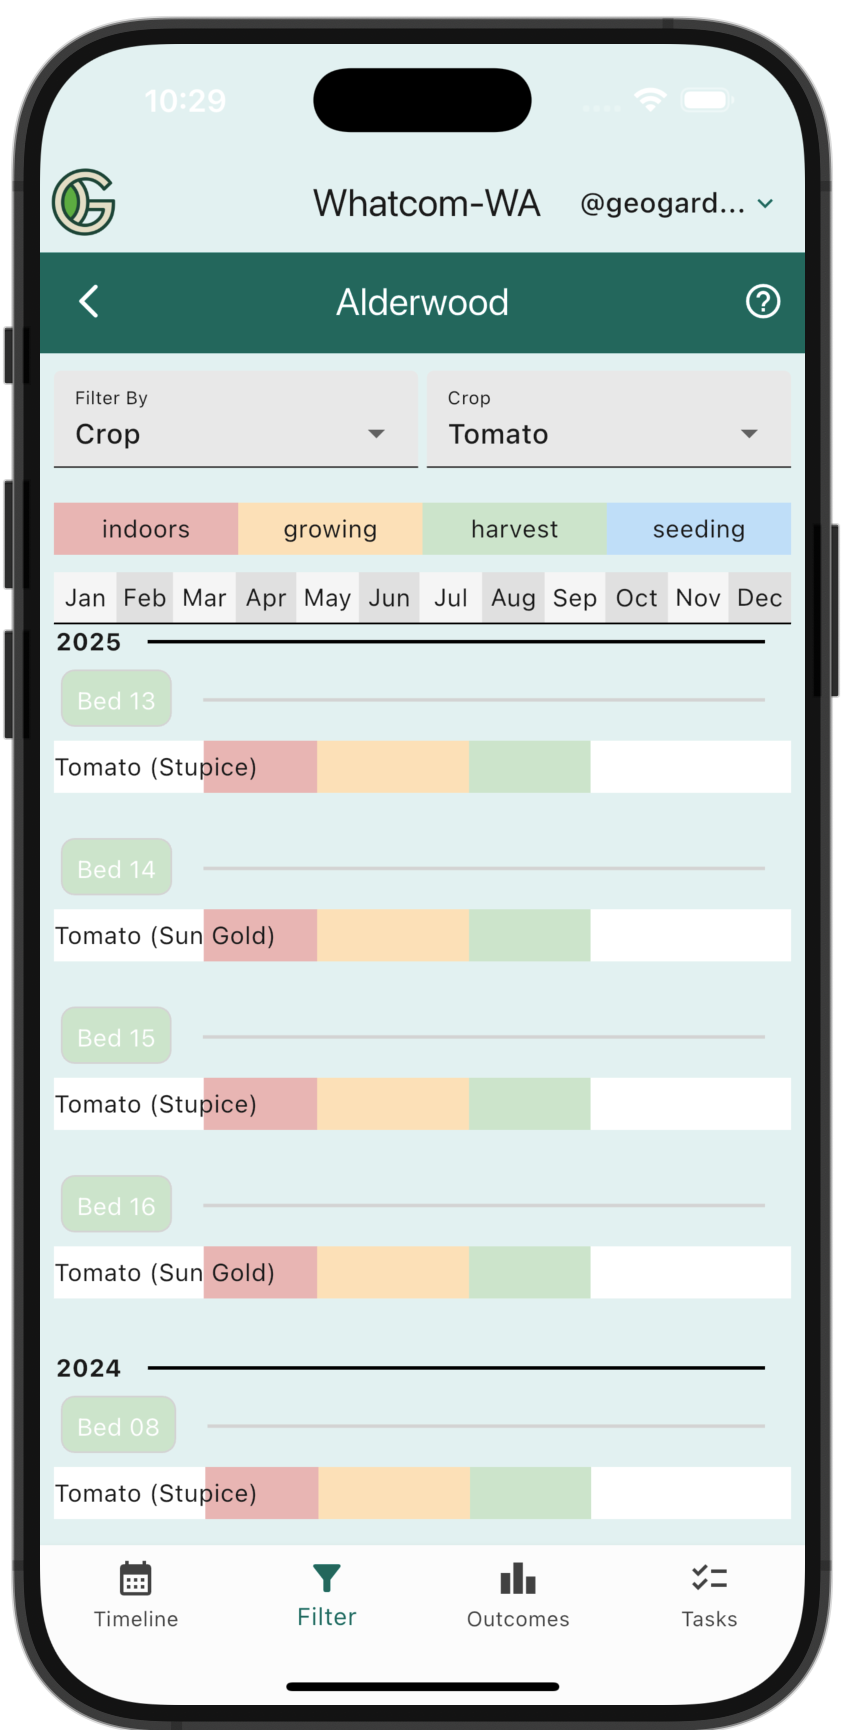 10:29
Whatcom-WA @geogard...
Alderwood
Filter By
Crop
Crop
Tomato
indoors growing harvest seeding
Jan Feb Mar Apr May Jun Jul Aug Sep Oct Nov Dec
2025
Bed 13
Tomato (Stupice)
Bed 14
Tomato (Sun Gold)
Bed 15
Tomato (Stupice)
Bed 16
Tomato (Sun Gold)
2024
Bed 08
Tomato (Stupice)
Timeline Filter Outcomes Tasks